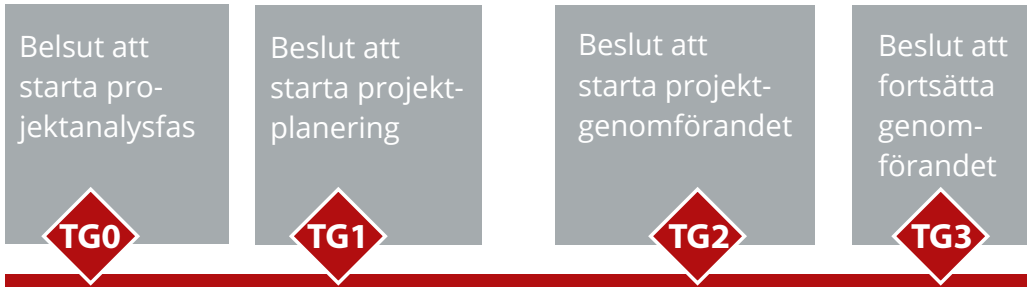 Belsut att
starta pro-
jektanalysfas
TG0
Beslut att
starta projekt-
planering
TG1
Beslut att
starta projekt-
genomförandet
TG2
Beslut att
fortsätta
genom-
förandet
TG3